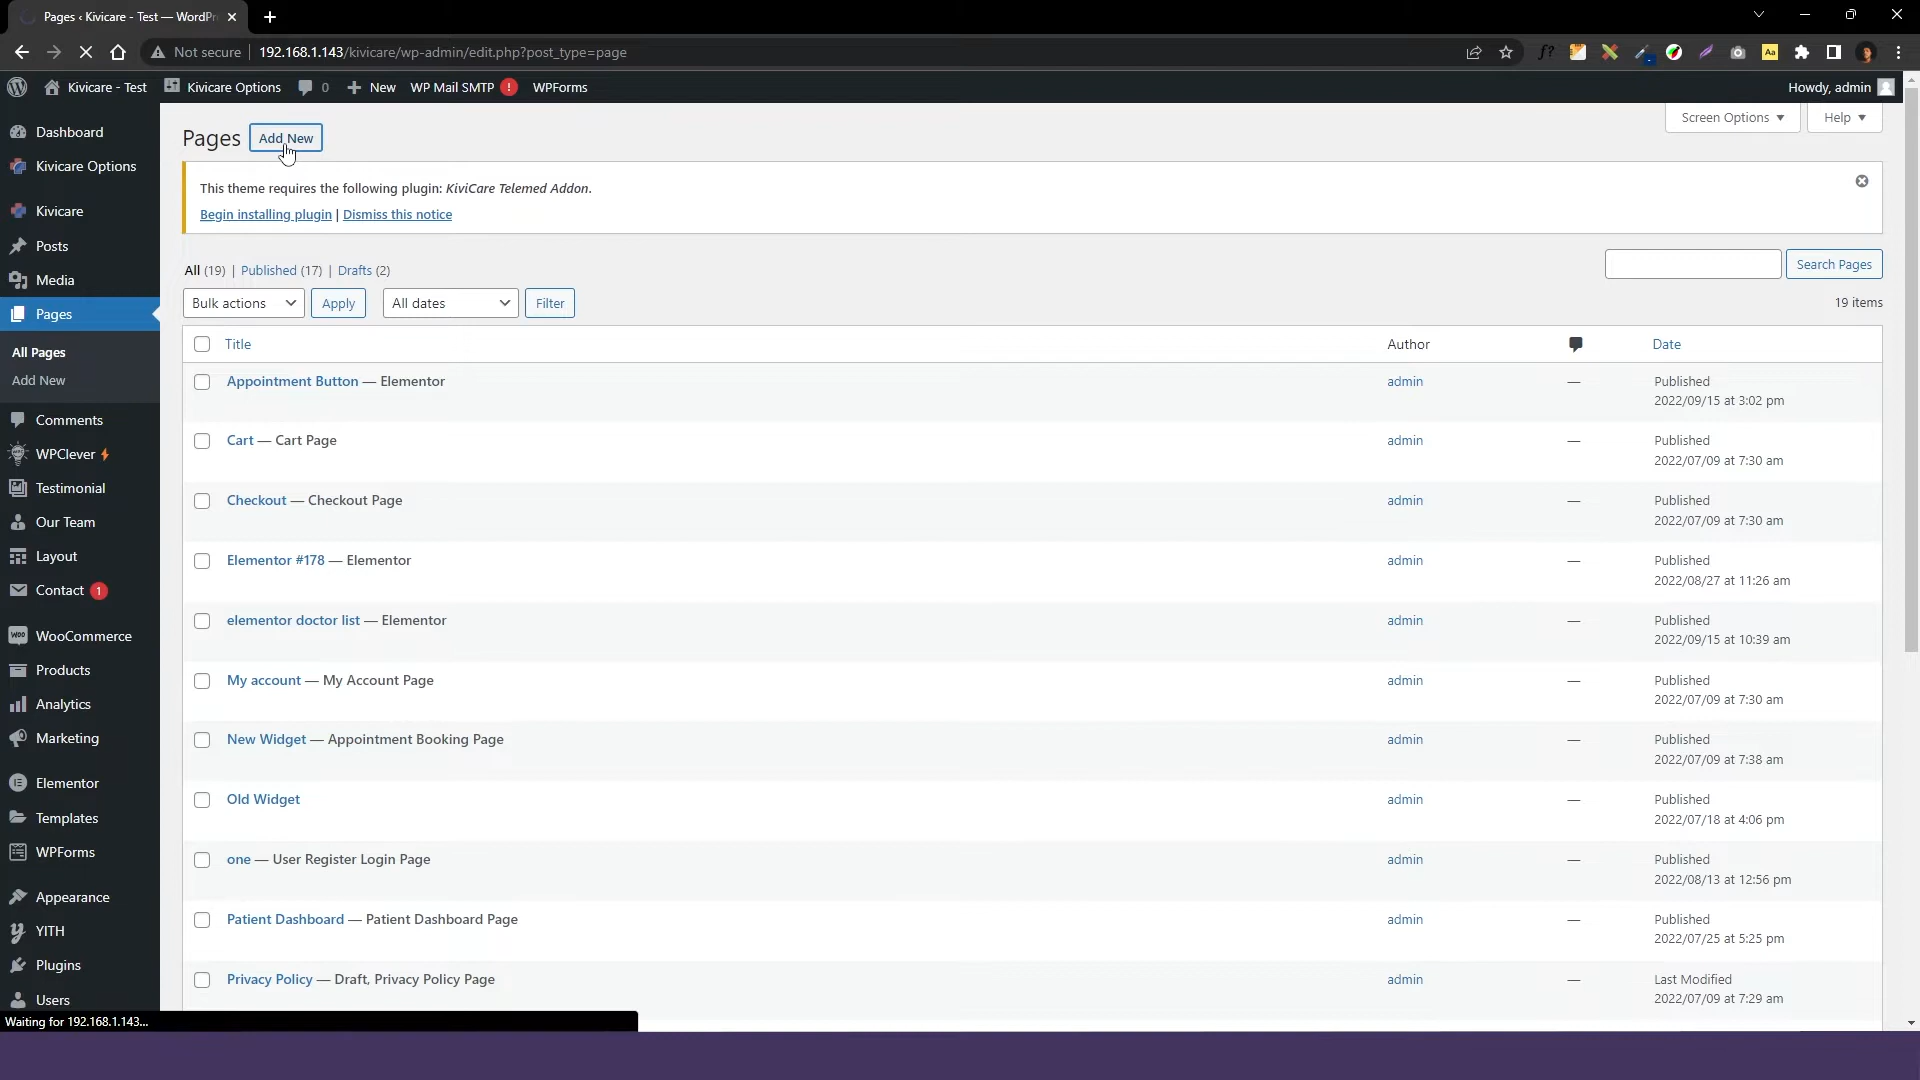 Pages ‹ Kivicare - Test — WordPr
Not secure 192.168.1.143/kivicare/wp-admin/edit.php?post_type=page
Kivicare - Test Kivicare Options 0 New WP Mail SMTP ! WPForms Howdy, admin
Dashboard
Kivicare Options
Kivicare
Posts
Media
Pages
All Pages
Add New
Comments
WPClever
Testimonial
Our Team
Layout
Contact 1
WooCommerce
Products
Analytics
Marketing
Elementor
Templates
WPForms
Appearance
YITH
Plugins
Users
Pages Add New
Screen Options Help
This theme requires the following plugin: KiviCare Telemed Addon.
Begin installing plugin | Dismiss this notice
All (19) | Published (17) | Drafts (2)
Search Pages
Bulk actions Apply All dates Filter
19 items
Title Author Date
Appointment Button — Elementor admin — Published
2022/09/15 at 3:02 pm
Cart — Cart Page admin — Published
2022/07/09 at 7:30 am
Checkout — Checkout Page admin — Published
2022/07/09 at 7:30 am
Elementor #178 — Elementor admin — Published
2022/08/27 at 11:26 am
elementor doctor list — Elementor admin — Published
2022/09/15 at 10:39 am
My account — My Account Page admin — Published
2022/07/09 at 7:30 am
New Widget — Appointment Booking Page admin — Published
2022/07/09 at 7:38 am
Old Widget admin — Published
2022/07/18 at 4:06 pm
one — User Register Login Page admin — Published
2022/08/13 at 12:56 pm
Patient Dashboard — Patient Dashboard Page admin — Published
2022/07/25 at 5:25 pm
Privacy Policy — Draft, Privacy Policy Page admin — Last Modified
2022/07/09 at 7:29 am
Waiting for 192.168.1.143...